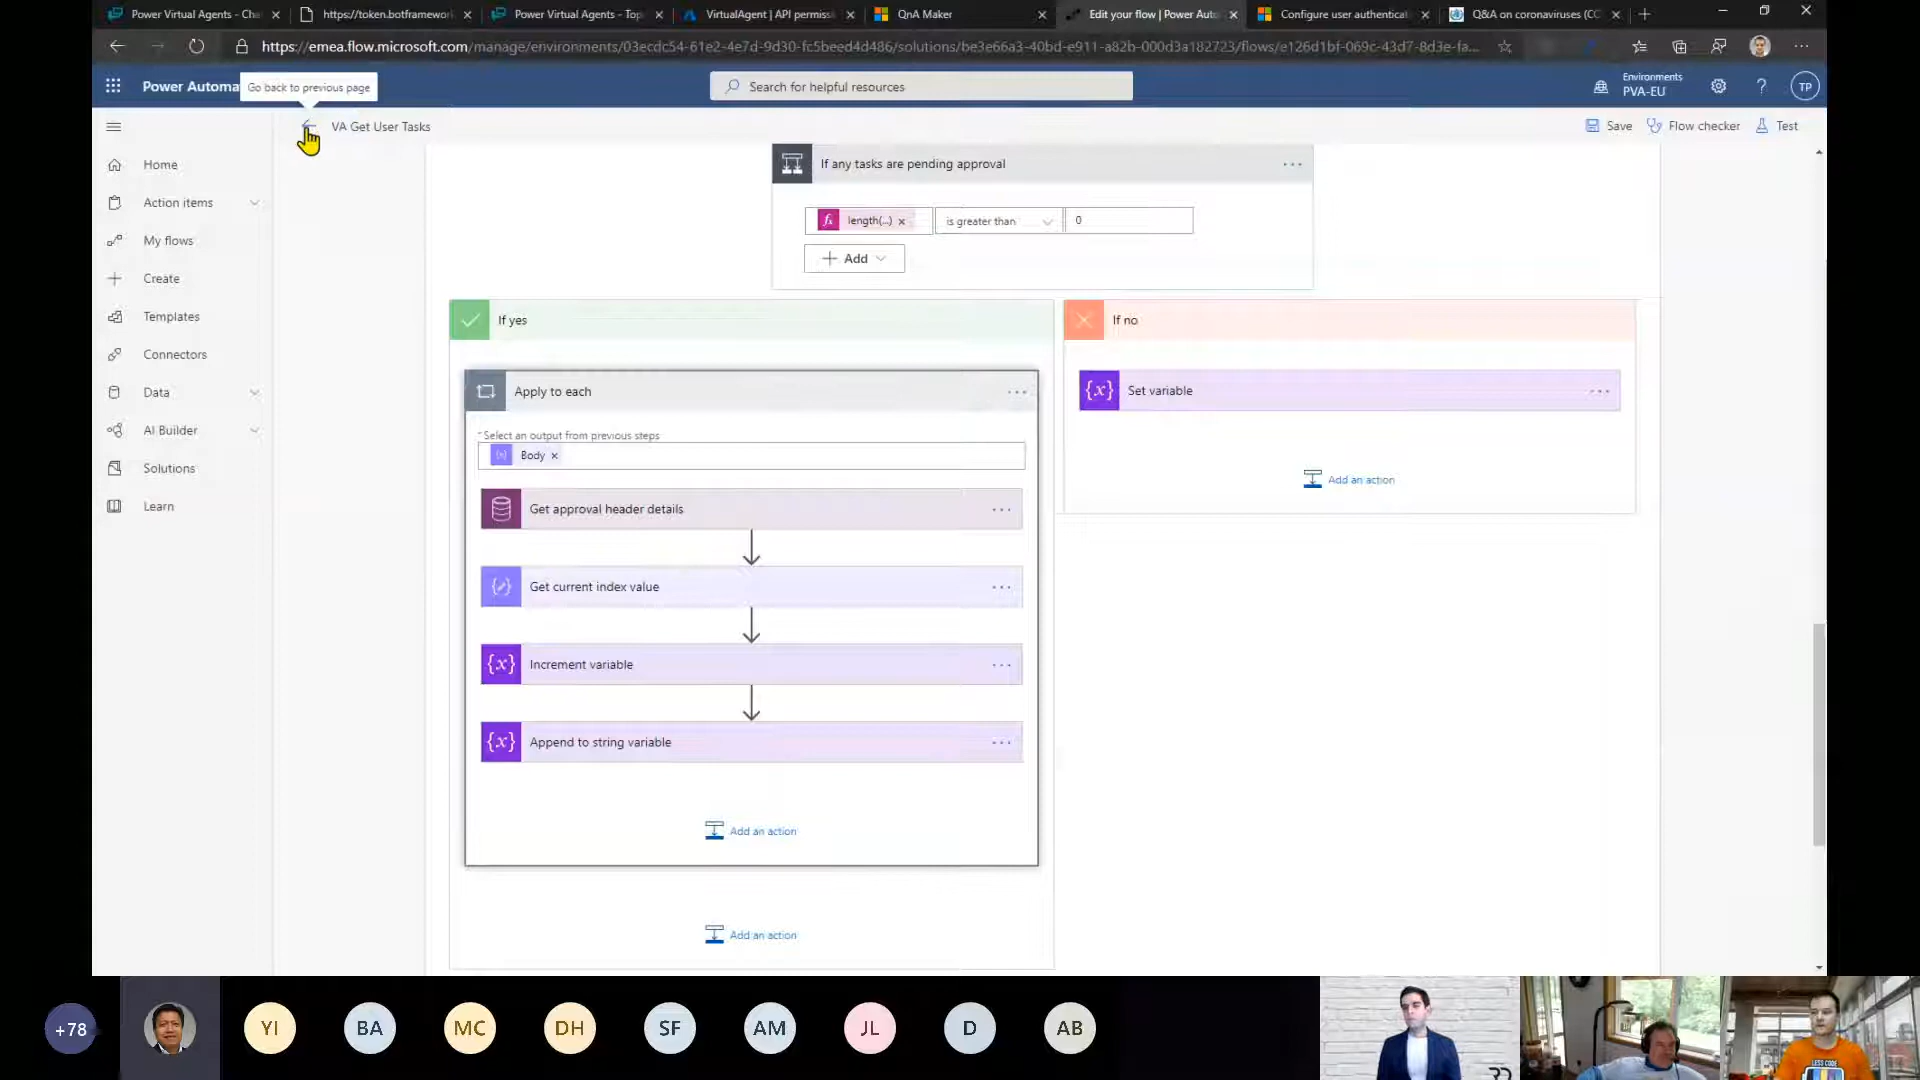 Power Virtual Agents - Cha
https://token.botframework
Power Virtual Agents - Top
VirtualAgent | API permiss
QnA Maker
Edit your flow | Power Auto
Configure user authenticat
Q&A on coronaviruses (CC
https://emea.flow.microsoft.com/manage/environments/03ecdc54-61e2-4e7d-9d30-fc5beed4d486/solutions/be3e66a3-40bd-e911-a82b-000d3a182723/flows/e126d1bf-069c-43d7-8d3e-fa...
Power Automa
Go back to previous page
Search for helpful resources
Environments
PVA-EU
?
TP
VA Get User Tasks
Save
Flow checker
Test
Home
Action items
My flows
Create
Templates
Connectors
Data
AI Builder
Solutions
Learn
If any tasks are pending approval
length(...)
is greater than
0
Add
If yes
If no
Apply to each
* Select an output from previous steps
Body
Get approval header details
Get current index value
Increment variable
Append to string variable
Add an action
Add an action
Set variable
Add an action
+78
YI
BA
MC
DH
SF
AM
JL
D
AB